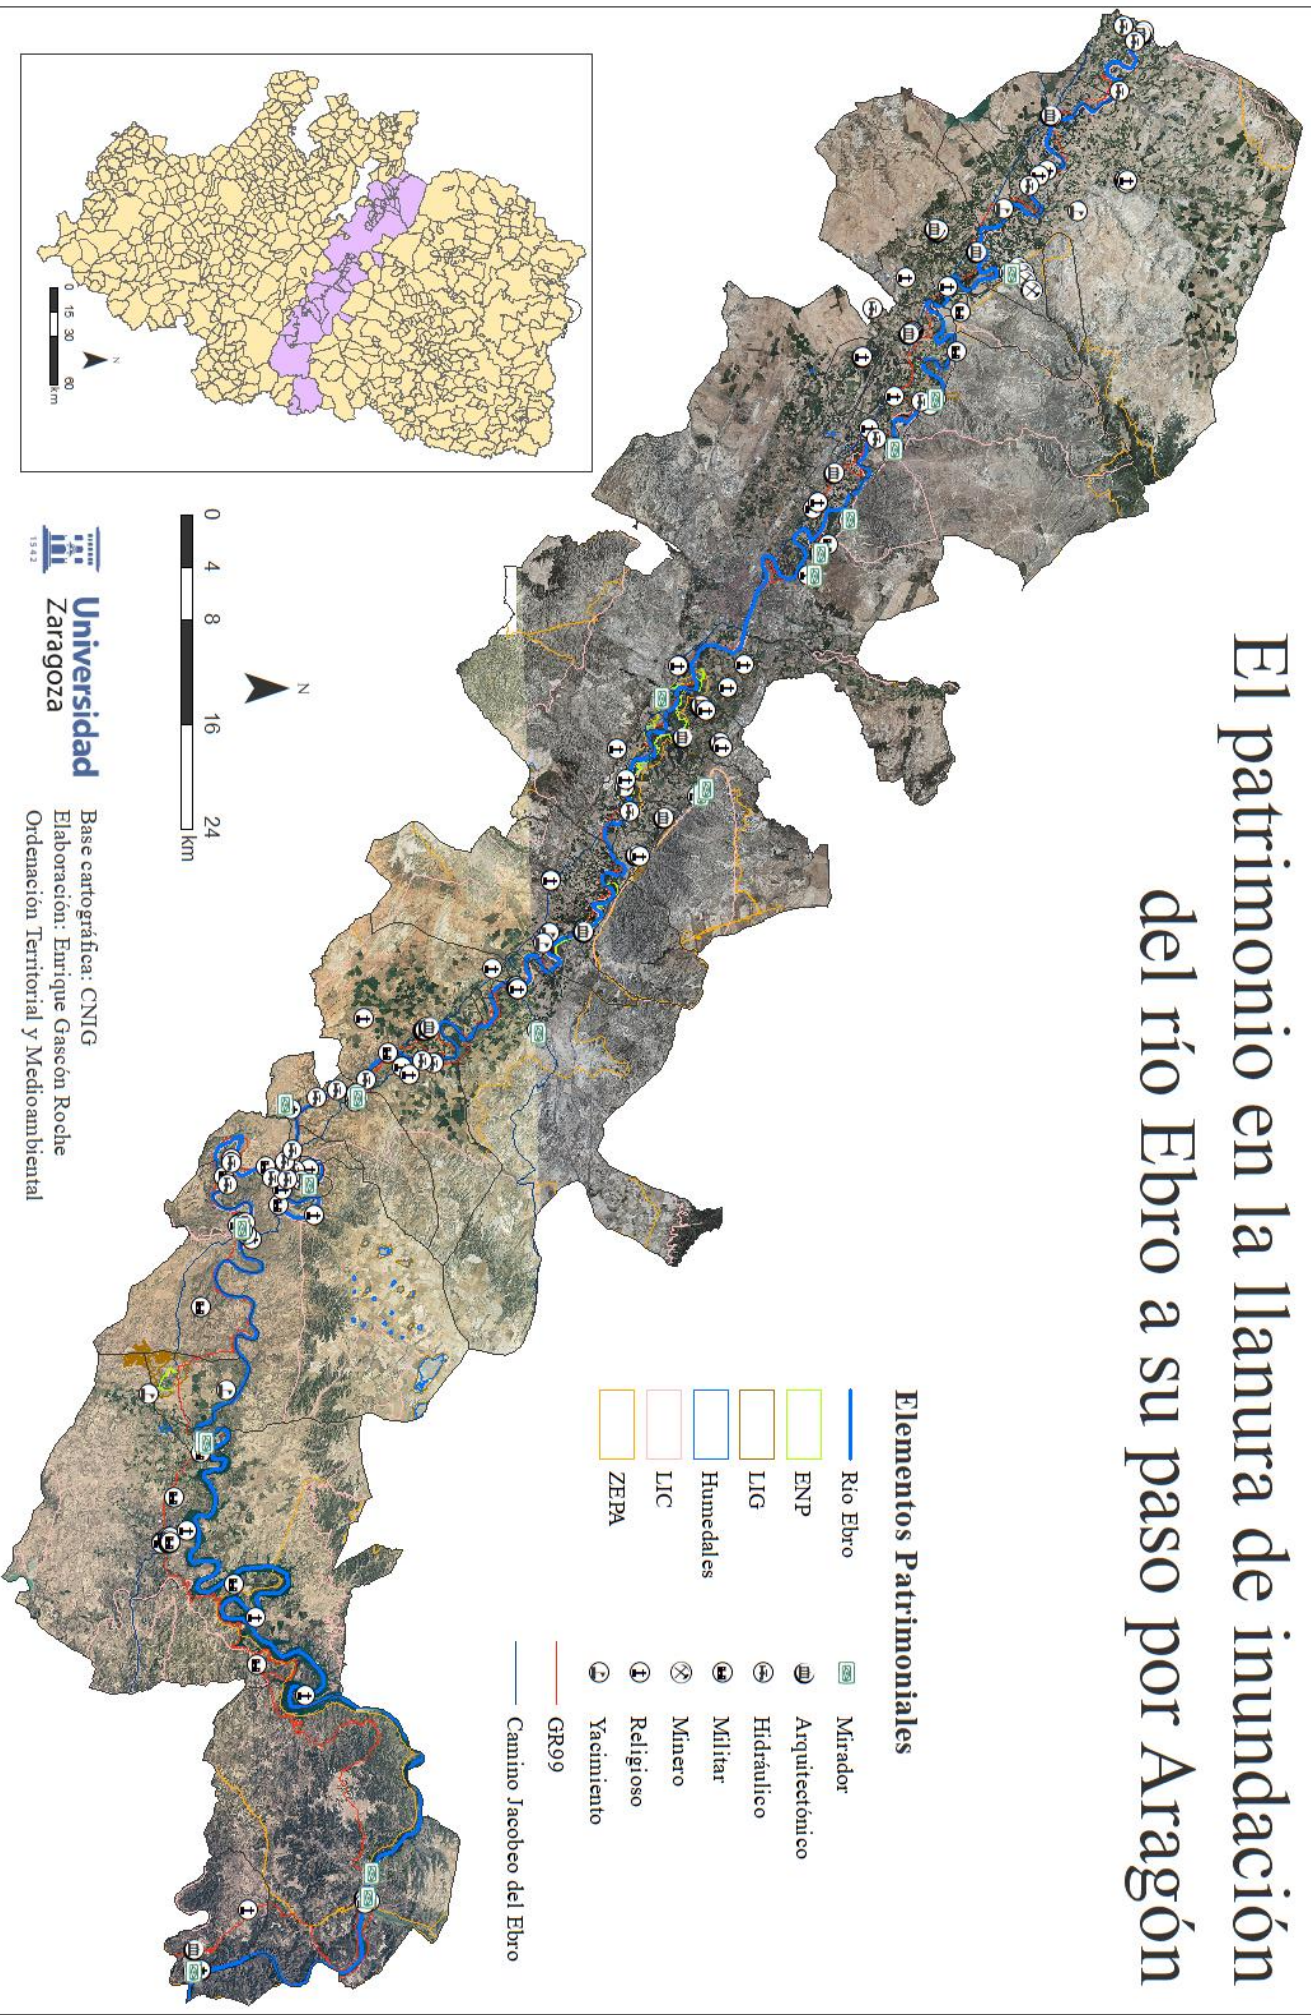 El patrimonio en la llanura de inundación
del río Ebro a su paso por Aragón
Elementos Patrimoniales
Río Ebro
ENP
LIG
Humedales
LIC
ZEPA
Mirador
Arquitectónico
Hidráulico
Militar
Minero
Religioso
Yacimiento
GR99
Camino Jacobeo del Ebro
N
0 15 30 60
km
N
0 4 8 16 24
km
1542
Universidad
Zaragoza
Base cartográfica: CNIG
Elaboración: Enrique Gascón Roche
Ordenación Territorial y Medioambiental